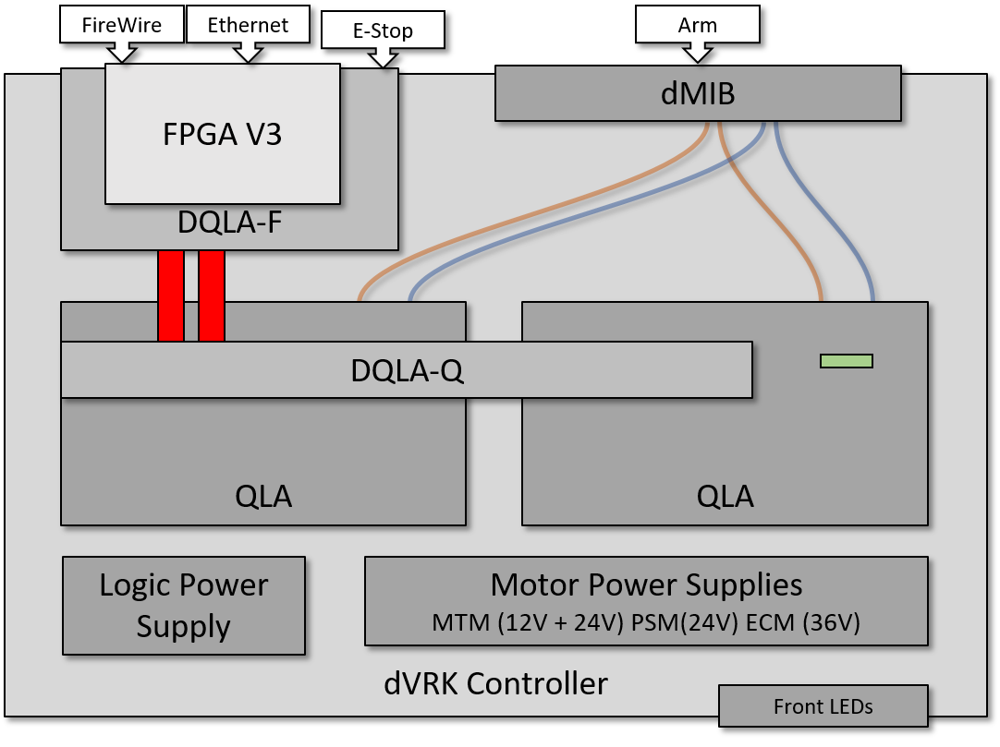 FireWire
Ethernet
E-Stop
Arm
dMIB
FPGA V3
DQLA-F
DQLA-Q
QLA
QLA
Logic Power
Supply
Motor Power Supplies
MTM (12V + 24V) PSM(24V) ECM (36V)
dVRK Controller
Front LEDs